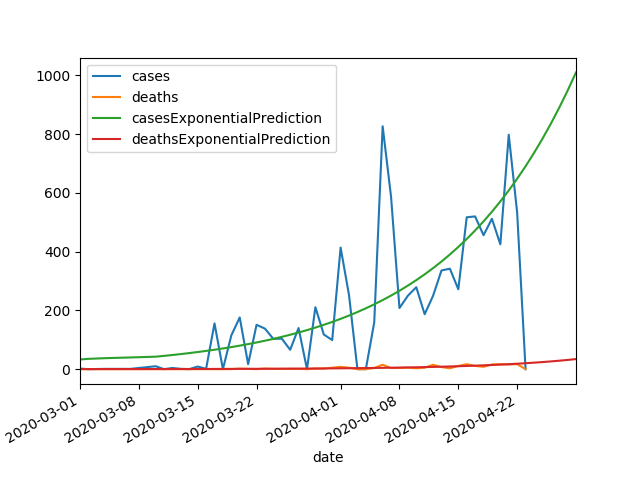 cases
deaths
casesExponentialPrediction
deathsExponentialPrediction
1000
800
600
400
200
0
2020-03-01
2020-03-08
2020-03-15
2020-03-22
2020-04-01
2020-04-08
2020-04-15
2020-04-22
date